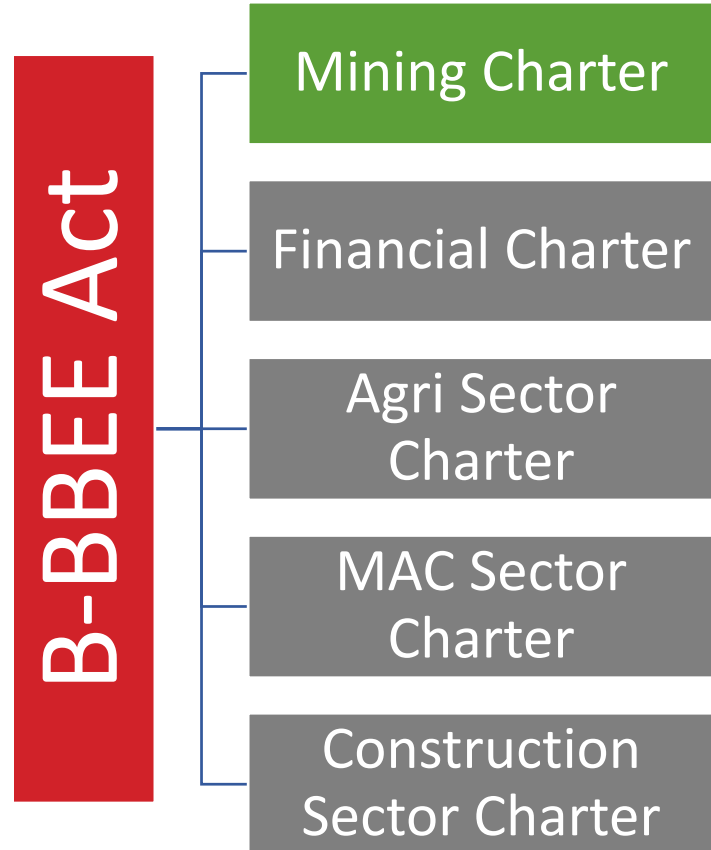 B-BBEE Act
Mining Charter
Financial Charter
Agri Sector
Charter
MAC Sector
Charter
Construction
Sector Charter